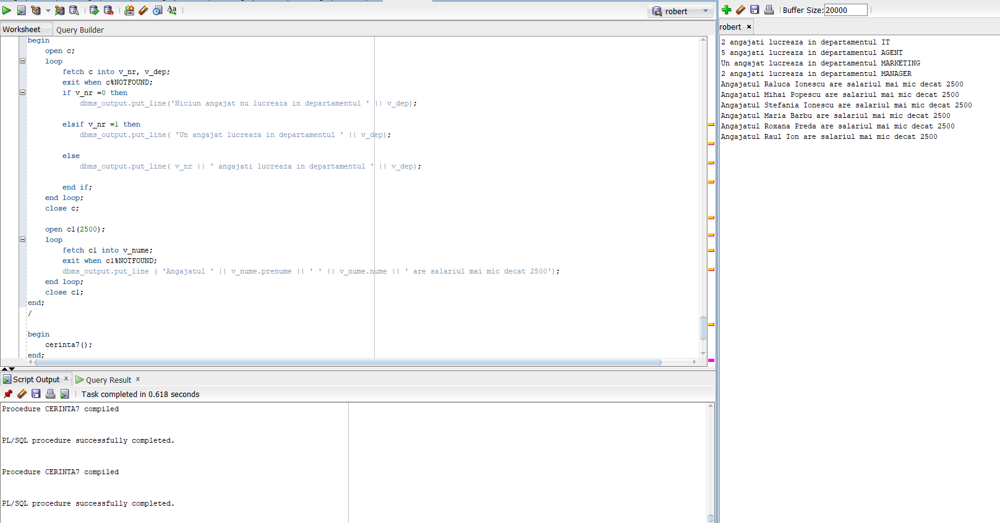 robert
Buffer Size: 20000
Worksheet
Query Builder
robert
begin
open c;
loop
fetch c into v_nr, v_dep;
exit when c%NOTFOUND;
if v_nr =0 then
dbms_output.put_line('Niciun angajat nu lucreaza in departamentul ' || v_dep);
elsif v_nr =1 then
dbms_output.put_line( 'Un angajat lucreaza in departamentul ' || v_dep);
else
dbms_output.put_line( v_nr || ' angajati lucreaza in departamentul ' || v_dep);
end if;
end loop;
close c;
open c1(2500);
loop
fetch c1 into v_nume;
exit when c1%NOTFOUND;
dbms_output.put_line ( 'Angajatul ' || v_nume.prenume || ' ' || v_nume.nume || ' are salariul mai mic decat 2500');
end loop;
close c1;
end;
/
begin
cerinta7();
end;
2 angajati lucreaza in departamentul IT
5 angajati lucreaza in departamentul AGENT
Un angajat lucreaza in departamentul MARKETING
2 angajati lucreaza in departamentul MANAGER
Angajatul Raluca Ionescu are salariul mai mic decat 2500
Angajatul Mihai Popescu are salariul mai mic decat 2500
Angajatul Stefania Ionescu are salariul mai mic decat 2500
Angajatul Maria Barbu are salariul mai mic decat 2500
Angajatul Roxana Preda are salariul mai mic decat 2500
Angajatul Raul Ion are salariul mai mic decat 2500
Script Output
Query Result
Task completed in 0.618 seconds
Procedure CERINTA7 compiled
PL/SQL procedure successfully completed.
Procedure CERINTA7 compiled
PL/SQL procedure successfully completed.